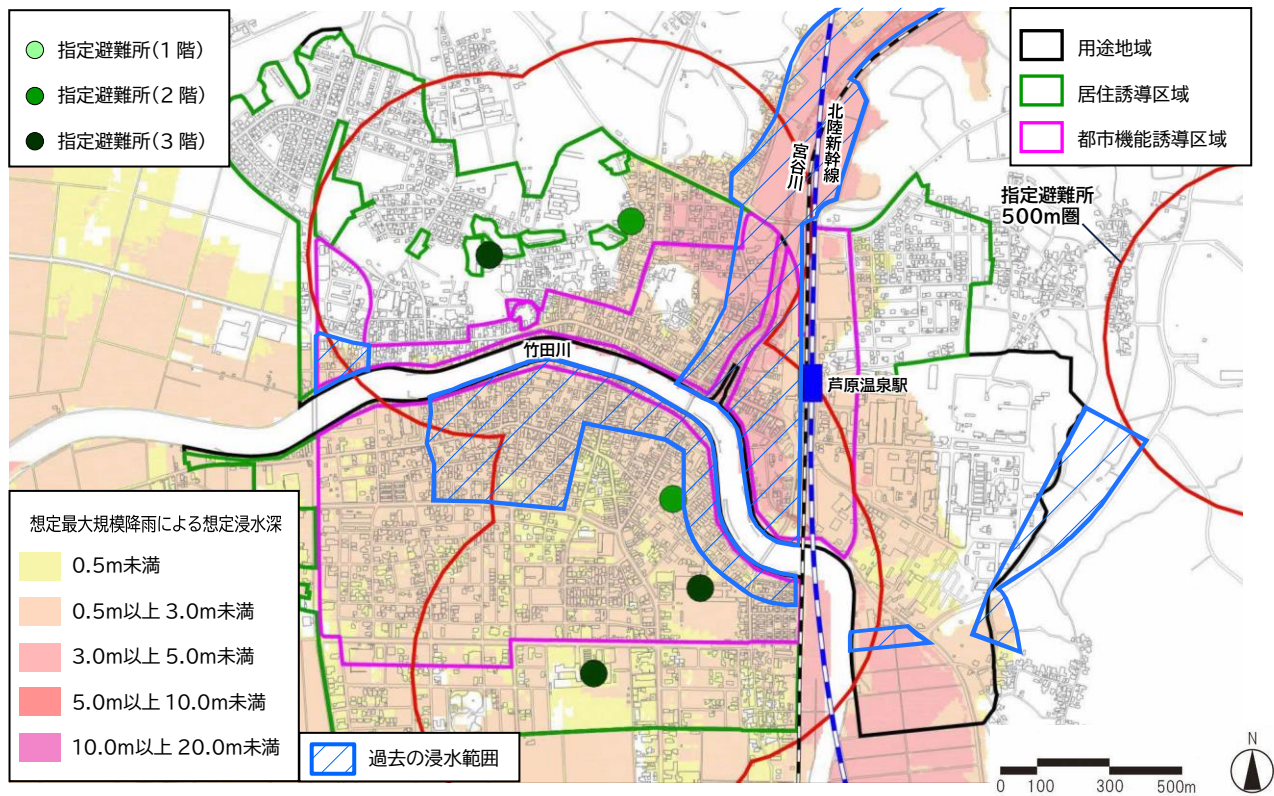 指定避難所(1階)
指定避難所(2階)
指定避難所(3階)
用途地域
居住誘導区域
都市機能誘導区域
北陸新幹線
宮谷川
指定避難所
500m圏
竹田川
芦原温泉駅
想定最大規模降雨による想定浸水深
0.5m未満
0.5m以上 3.0m未満
3.0m以上 5.0m未満
5.0m以上 10.0m未満
10.0m以上 20.0m未満
過去の浸水範囲
N
0 100 300 500m